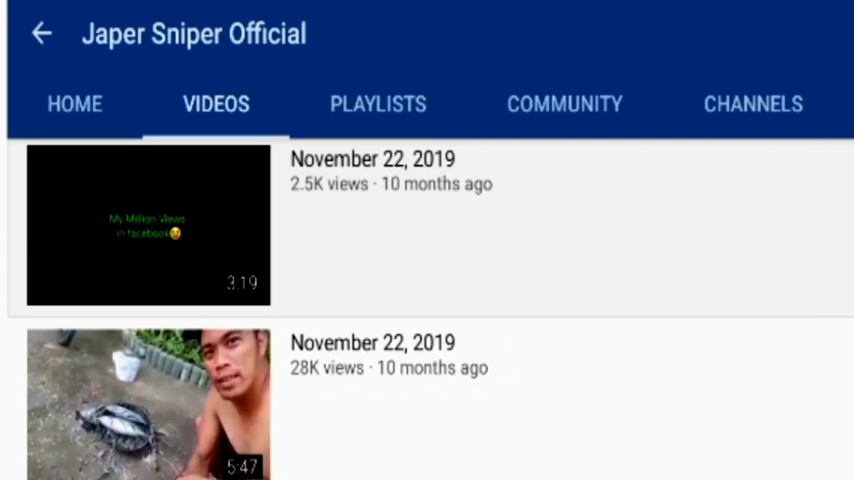 Japer Sniper Official
HOME VIDEOS PLAYLISTS COMMUNITY CHANNELS
November 22, 2019
2.5K views · 10 months ago
My Million Views
in facebook😉
3:19
November 22, 2019
28K views · 10 months ago
5:47